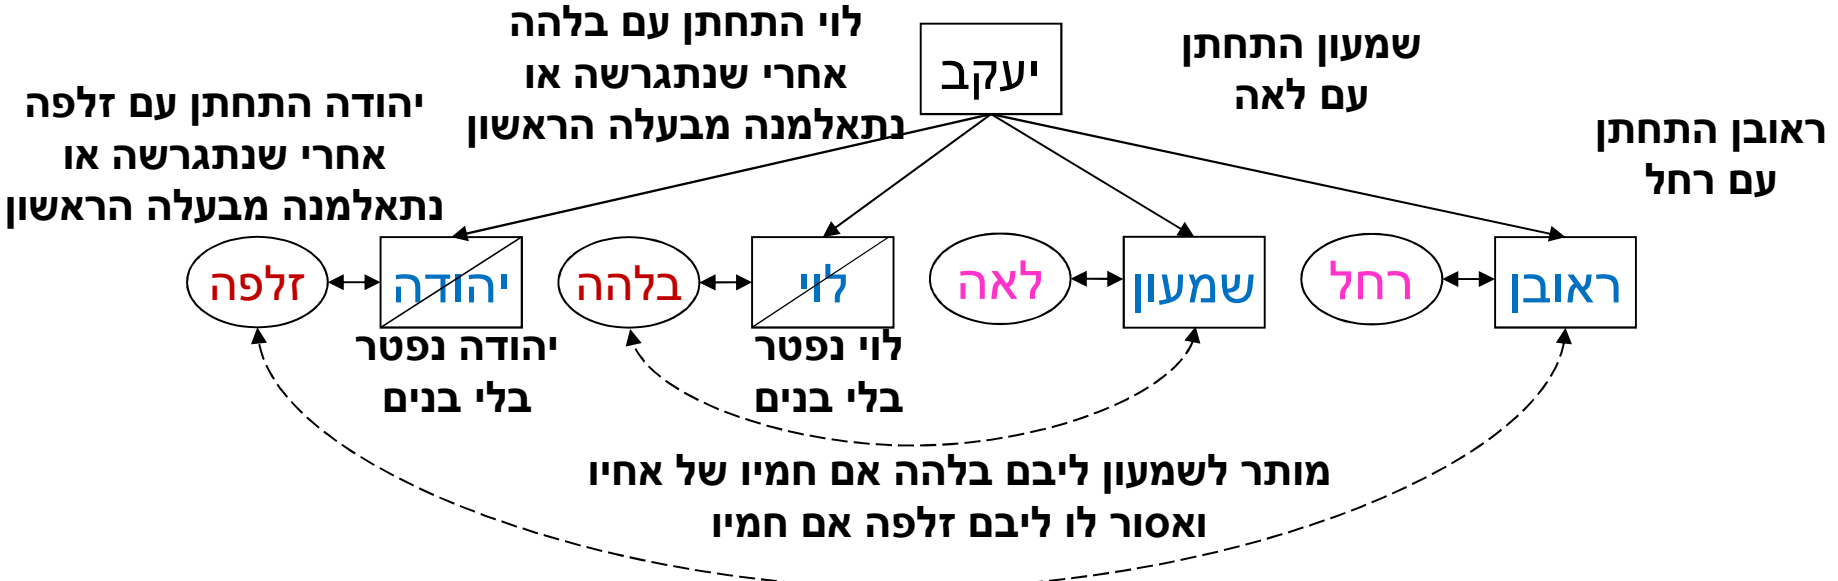 ראובן התחתן
עם רחל
שמעון התחתן
עם לאה
יעקב
לוי התחתן עם בלהה
אחרי שנתגרשה או
נתאלמנה מבעלה הראשון
יהודה התחתן עם זלפה
אחרי שנתגרשה או
נתאלמנה מבעלה הראשון
ראובן
רחל
שמעון
לאה
לוי
בלהה
יהודה
זלפה
לוי נפטר
בלי בנים
יהודה נפטר
בלי בנים
מותר לשמעון ליבם בלהה אם חמיו של אחיו
ואסור לו ליבם זלפה אם חמיו